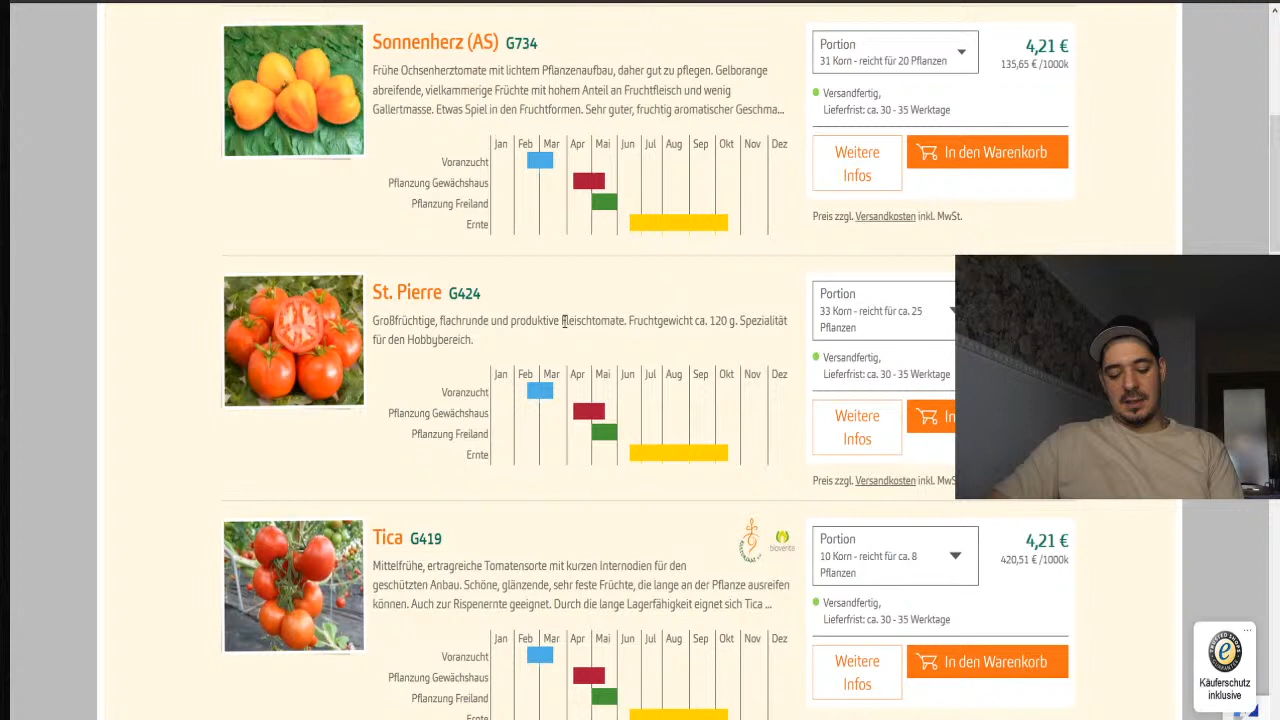 Sonnenherz (AS) G734
Frühe Ochsenherztomate mit lichtem Pflanzenaufbau, daher gut zu pflegen. Gelborange
abreifende, vielkammerige Früchte mit hohem Anteil an Fruchtfleisch und wenig
Gallertmasse. Etwas Spiel in den Fruchtformen. Sehr guter, fruchtig aromatischer Geschma...
Jan Feb Mar Apr Mai Jun Jul Aug Sep Okt Nov Dez
Voranzucht
Pflanzung Gewächshaus
Pflanzung Freiland
Ernte
Portion
31 Korn - reicht für 20 Pflanzen
4,21 €
135,65 € /1000k
Versandfertig,
Lieferfrist: ca. 30 - 35 Werktage
Weitere
Infos
In den Warenkorb
Preis zzgl. Versandkosten inkl. MwSt.
St. Pierre G424
Großfrüchtige, flachrunde und produktive Fleischtomate. Fruchtgewicht ca. 120 g. Spezialität
für den Hobbybereich.
Jan Feb Mar Apr Mai Jun Jul Aug Sep Okt Nov Dez
Voranzucht
Pflanzung Gewächshaus
Pflanzung Freiland
Ernte
Portion
33 Korn - reicht für ca. 25
Pflanzen
Versandfertig,
Lieferfrist: ca. 30 - 35 Werktage
Weitere
Infos
In
Preis zzgl. Versandkosten inkl. MwS
Tica G419
bioverita
Mittelfrühe, ertragreiche Tomatensorte mit kurzen Internodien für den
geschützten Anbau. Schöne, glänzende, sehr feste Früchte, die lange an der Pflanze ausreifen
können. Auch zur Rispenernte geeignet. Durch die lange Lagerfähigkeit eignet sich Tica ...
Jan Feb Mar Apr Mai Jun Jul Aug Sep Okt Nov Dez
Voranzucht
Pflanzung Gewächshaus
Pflanzung Freiland
Ernte
Portion
10 Korn - reicht für ca. 8
Pflanzen
4,21 €
420,51 € /1000k
Versandfertig,
Lieferfrist: ca. 30 - 35 Werktage
Weitere
Infos
In den Warenkorb
Käuferschutz
inklusive